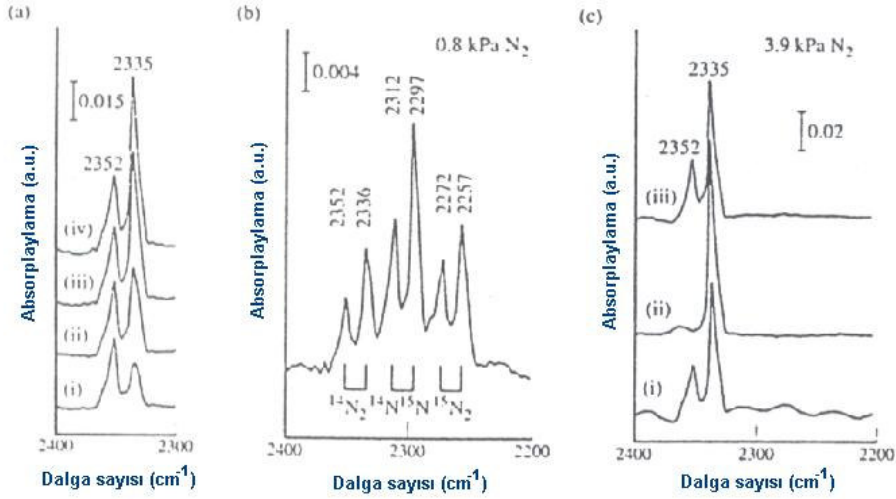 (a)
2335
0.015
2352
(iv)
(iii)
(ii)
(i)
2400
2300
Absorplaylama (a.u.)
Dalga sayısı (cm⁻¹)
(b)
0.8 kPa N₂
0.004
2352
2336
2312
2297
2272
2257
¹⁴N₂ ¹⁴N¹⁵N ¹⁵N₂
2400
2300
2200
Absorplaylama (a.u.)
Dalga sayısı (cm⁻¹)
(c)
3.9 kPa N₂
2335
0.02
2352
(iii)
(ii)
(i)
2400
2300
2200
Absorplaylama (a.u.)
Dalga sayısı (cm⁻¹)